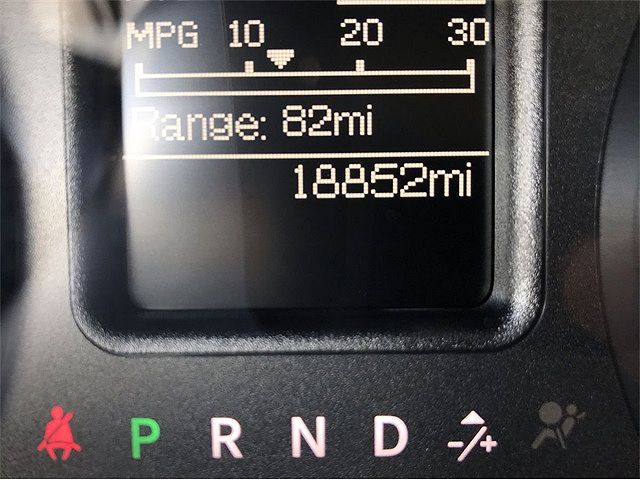 MPG 10 20 30
Range: 82mi
18852mi
P R N D -/+